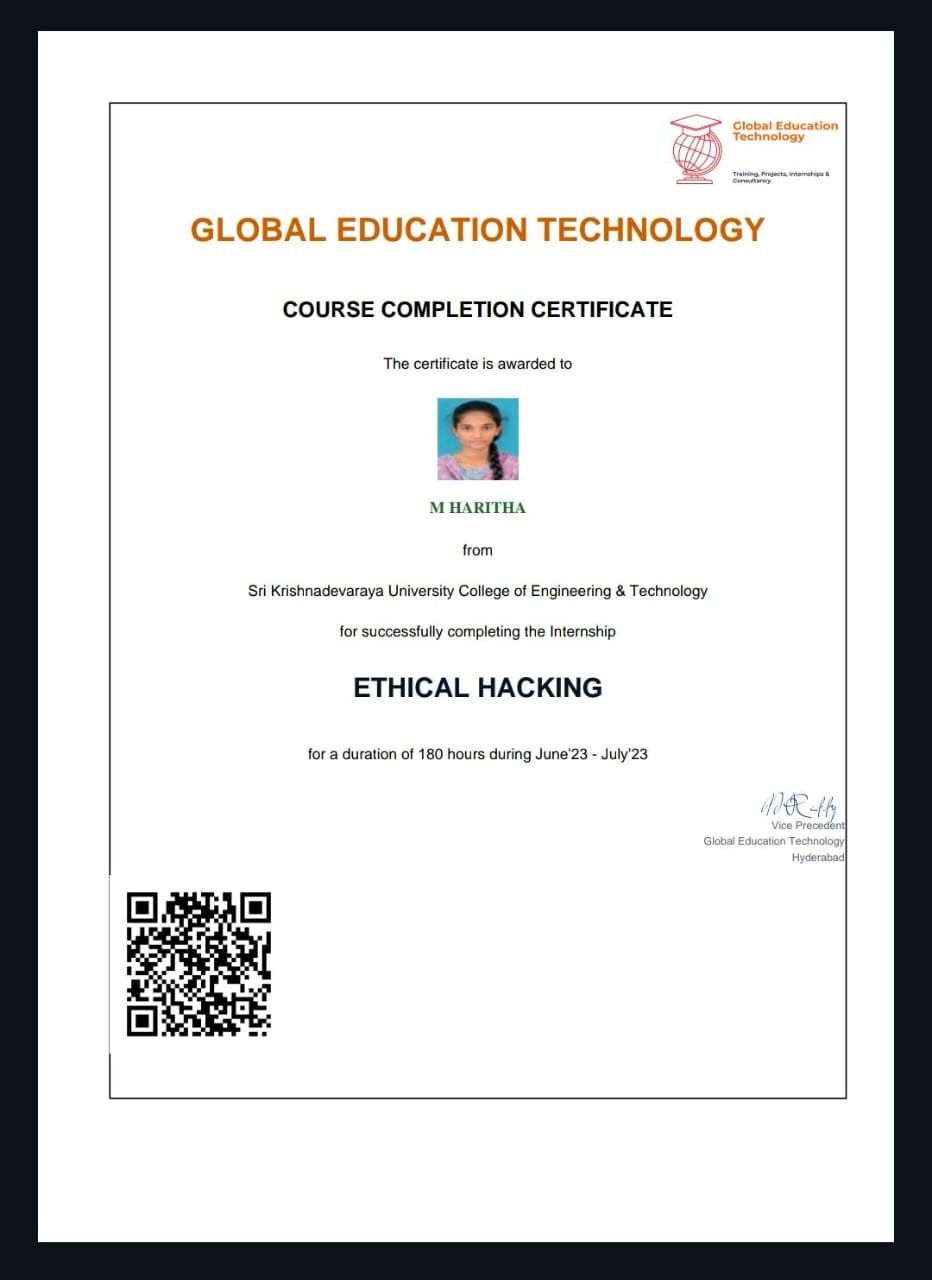 Global Education
Technology
Training, Projects, Internships &
Consultancy
GLOBAL EDUCATION TECHNOLOGY
COURSE COMPLETION CERTIFICATE
The certificate is awarded to
M HARITHA
from
Sri Krishnadevaraya University College of Engineering & Technology
for successfully completing the Internship
ETHICAL HACKING
for a duration of 180 hours during June'23 - July'23
Vice Precedent
Global Education Technology
Hyderabad